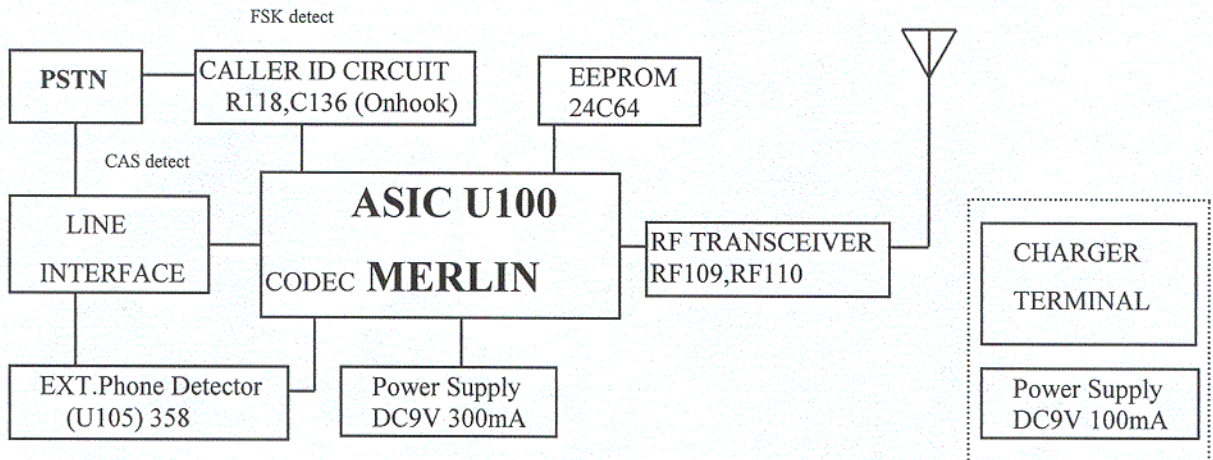 FSK detect
PSTN
CALLER ID CIRCUIT
R118,C136 (Onhook)
EEPROM
24C64
CAS detect
LINE
INTERFACE
ASIC U100
CODEC MERLIN
RF TRANSCEIVER
RF109,RF110
CHARGER
TERMINAL
EXT.Phone Detector
(U105) 358
Power Supply
DC9V 300mA
Power Supply
DC9V 100mA